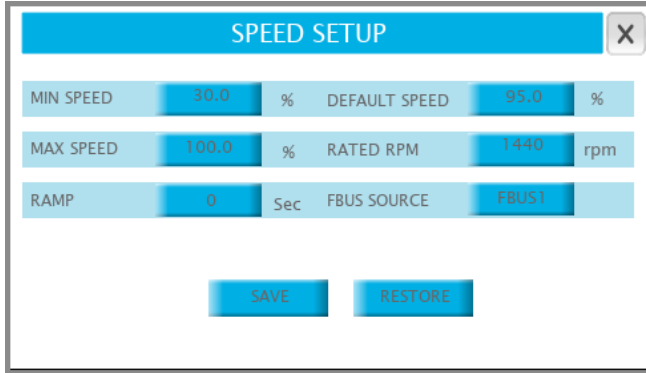 SPEED SETUP X
MIN SPEED 30.0 % DEFAULT SPEED 95.0 %
MAX SPEED 100.0 % RATED RPM 1440 rpm
RAMP 0 Sec FBUS SOURCE FBUS1
SAVE RESTORE